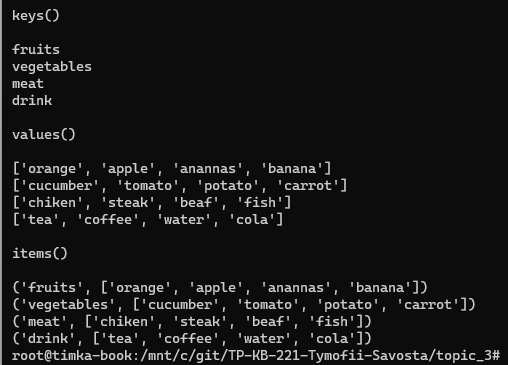 keys()
fruits
vegetables
meat
drink
values()
['orange', 'apple', 'anannas', 'banana']
['cucumber', 'tomato', 'potato', 'carrot']
['chiken', 'steak', 'beaf', 'fish']
['tea', 'coffee', 'water', 'cola']
items()
('fruits', ['orange', 'apple', 'anannas', 'banana'])
('vegetables', ['cucumber', 'tomato', 'potato', 'carrot'])
('meat', ['chiken', 'steak', 'beaf', 'fish'])
('drink', ['tea', 'coffee', 'water', 'cola'])
root@timka-book:/mnt/c/git/TP-KB-221-Tymofii-Savosta/topic_3#